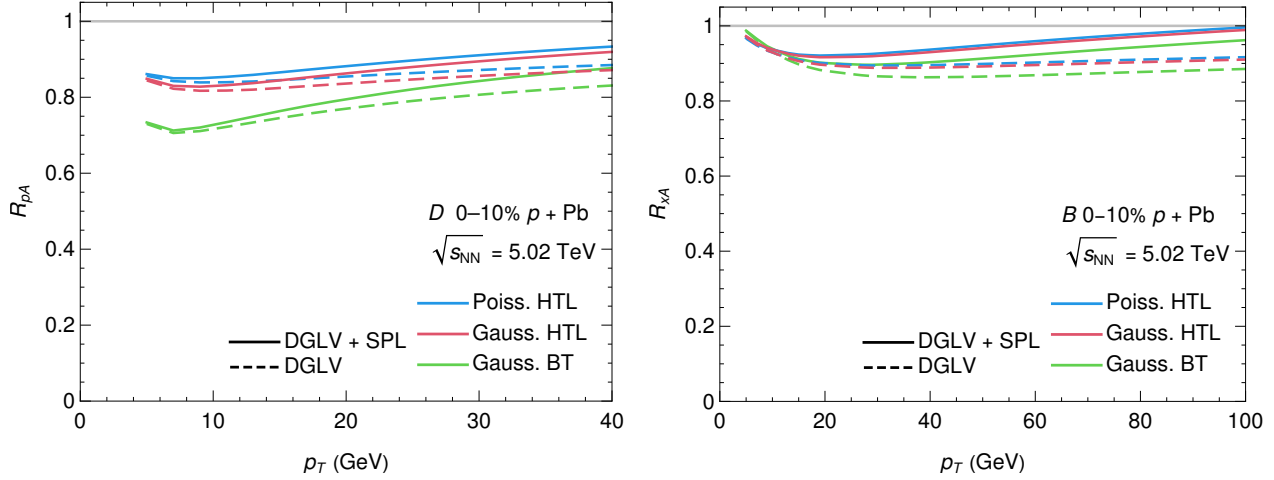 1
0.8
0.6
0.4
0.2
0
R_pA
D 0–10% p + Pb
√s_NN = 5.02 TeV
Poiss. HTL
Gauss. HTL
Gauss. BT
DGLV + SPL
DGLV
0 10 20 30 40
p_T (GeV)
1
0.8
0.6
0.4
0.2
0
R_xA
B 0–10% p + Pb
√s_NN = 5.02 TeV
Poiss. HTL
Gauss. HTL
Gauss. BT
DGLV + SPL
DGLV
0 20 40 60 80 100
p_T (GeV)